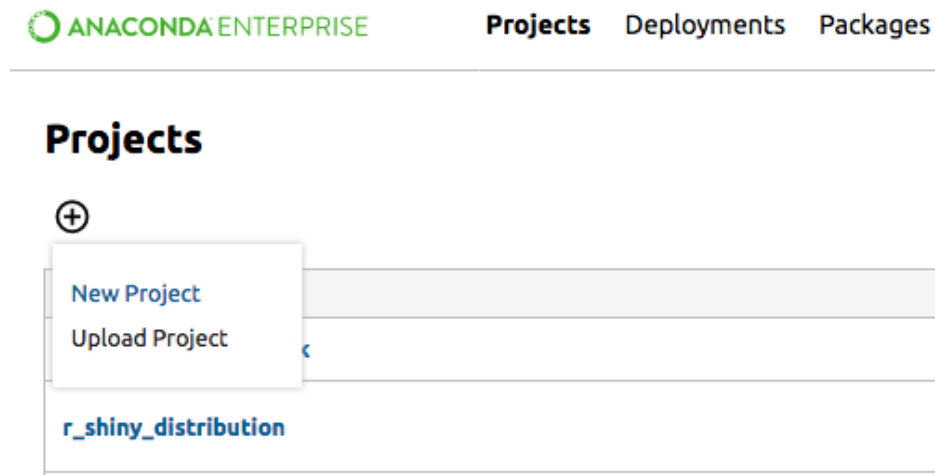 ANACONDA ENTERPRISE Projects Deployments Packages
Projects
New Project
Upload Project
k
r_shiny_distribution